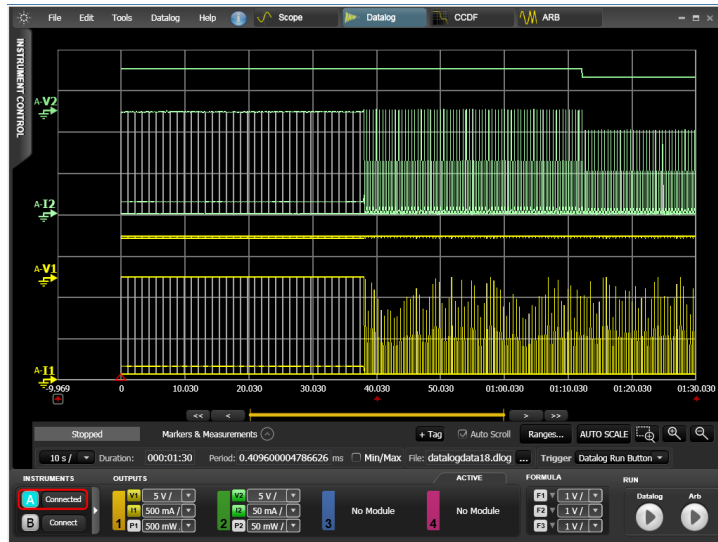 File Edit Tools Datalog Help i Scope Datalog CCDF ARB
INSTRUMENT CONTROL
A-V2
A-I2
A-V1
A-I1
-9.969 0 10.030 20.030 30.030 40.030 50.030 01:00.030 01:10.030 01:20.030 01:30.030
<< < > >>
Stopped Markers & Measurements + Tag Auto Scroll Ranges... AUTO SCALE
10 s / Duration: 000:01:30 Period: 0.409600004786626 ms Min/Max File: datalogdata18.dlog ... Trigger Datalog Run Button
INSTRUMENTS OUTPUTS ACTIVE FORMULA RUN
A Connected V1 5 V / V2 5 V / F1 1 V / Datalog Arb
I1 500 mA / I2 50 mA / No Module No Module F2 1 V /
B Connect 1 P1 500 mW / 2 P2 50 mW / 3 4 F3 1 V /